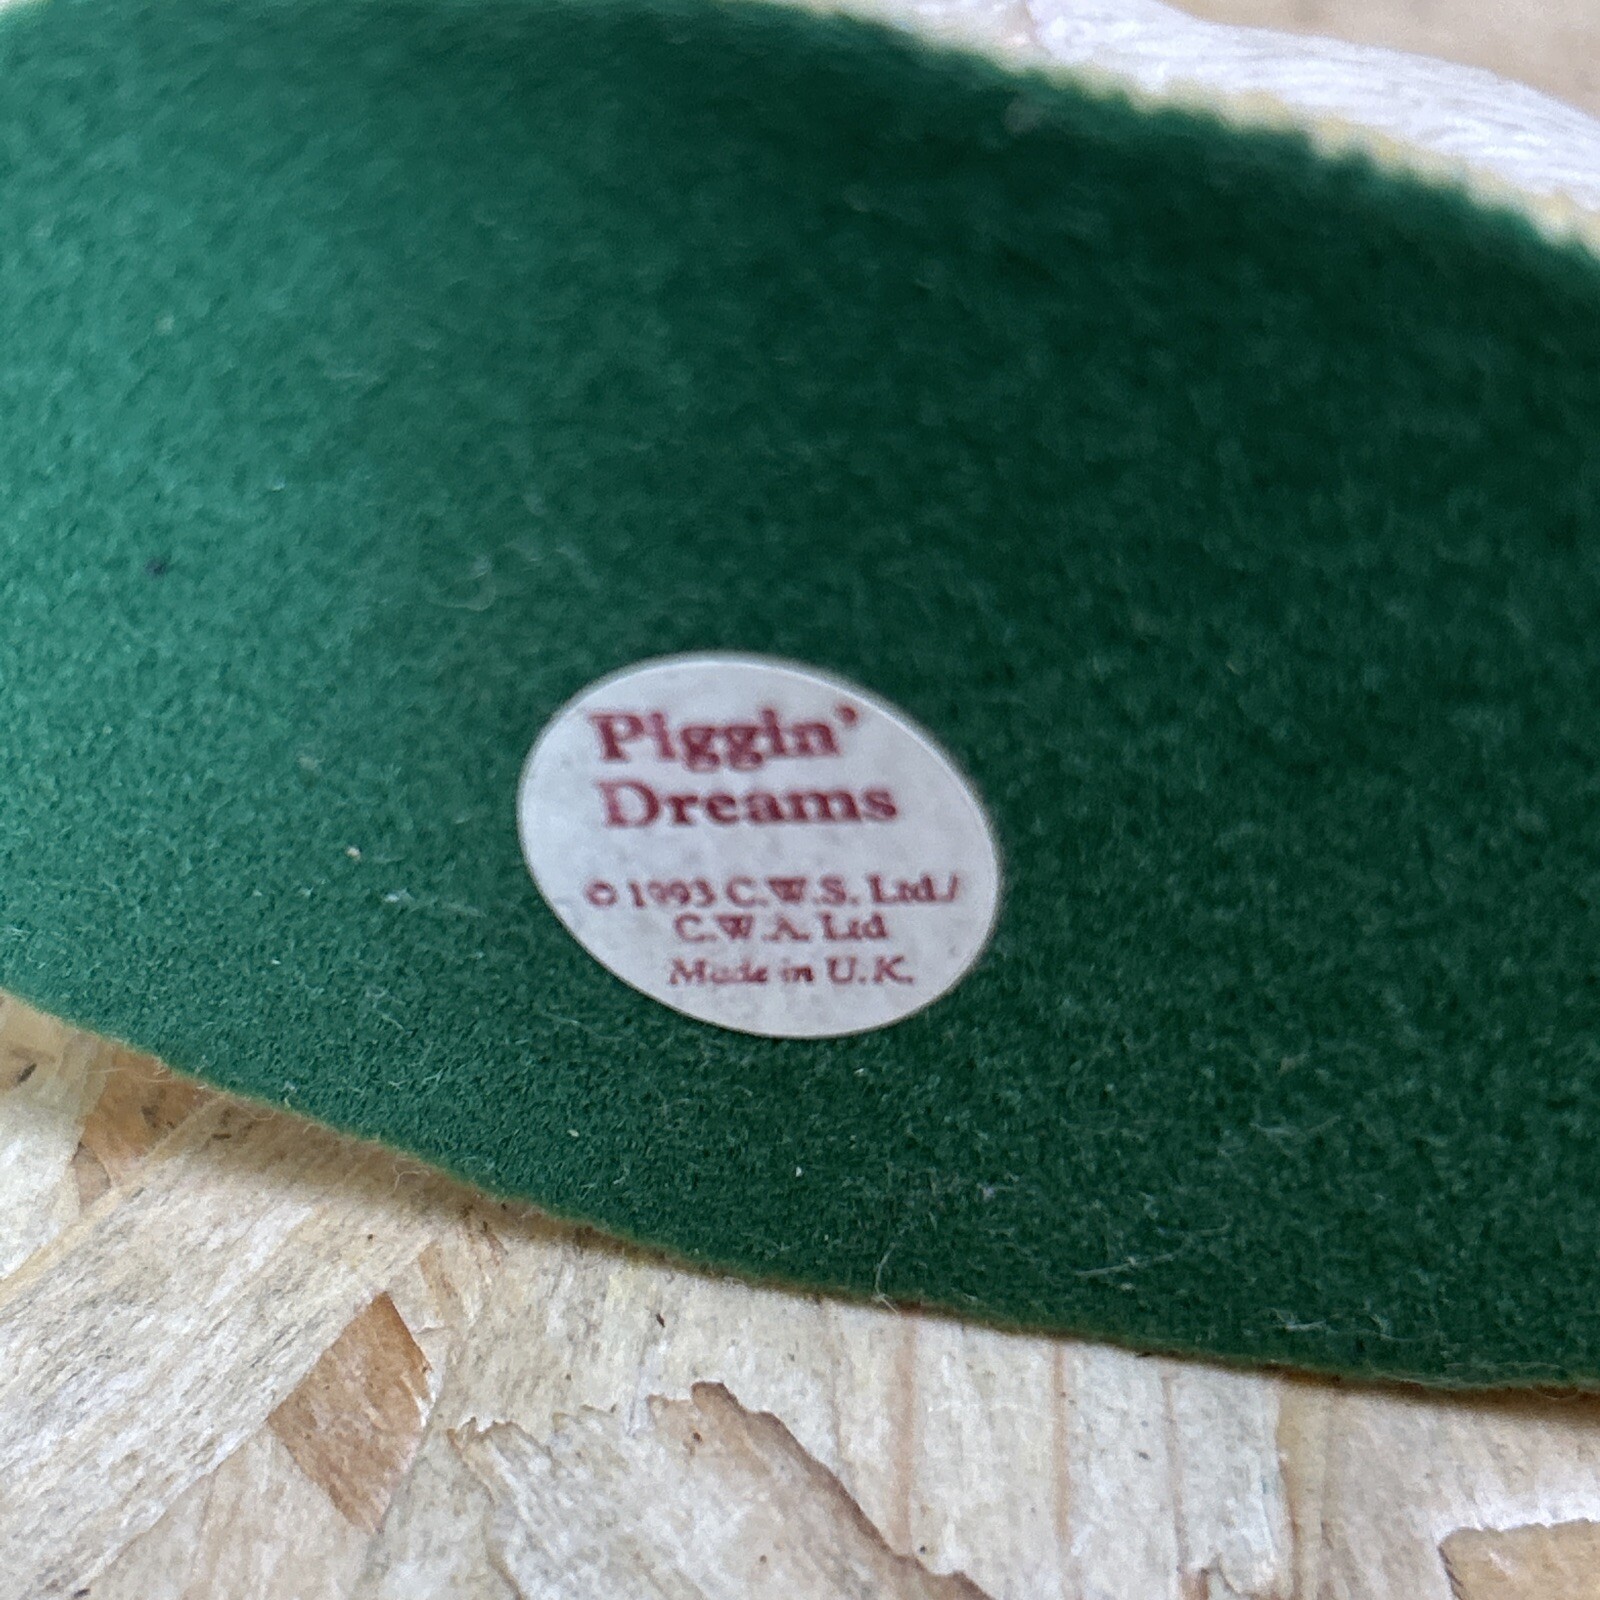 Piggin'
Dreams
© 1993 C.W.S. Ltd./
C.W.A. Ltd
Made in U.K.